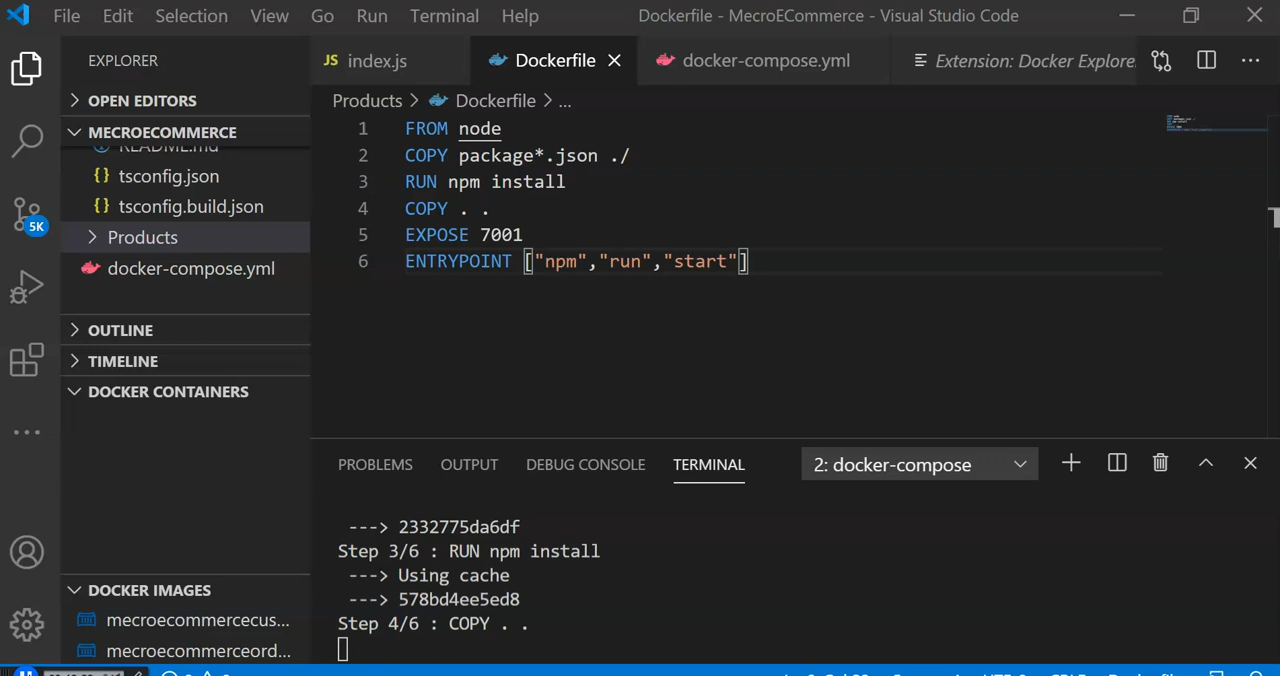 File Edit Selection View Go Run Terminal Help Dockerfile - MecroECommerce - Visual Studio Code
EXPLORER
OPEN EDITORS
MECROECOMMERCE
README.md
tsconfig.json
tsconfig.build.json
Products
docker-compose.yml
OUTLINE
TIMELINE
DOCKER CONTAINERS
DOCKER IMAGES
mecroecommercecus...
mecroecommerceord...
5K
JS index.js Dockerfile docker-compose.yml Extension: Docker Explore
Products > Dockerfile > ...
1 FROM node
2 COPY package*.json ./
3 RUN npm install
4 COPY . .
5 EXPOSE 7001
6 ENTRYPOINT ["npm","run","start"]
PROBLEMS OUTPUT DEBUG CONSOLE TERMINAL 2: docker-compose
---> 2332775da6df
Step 3/6 : RUN npm install
---> Using cache
---> 578bd4ee5ed8
Step 4/6 : COPY . .